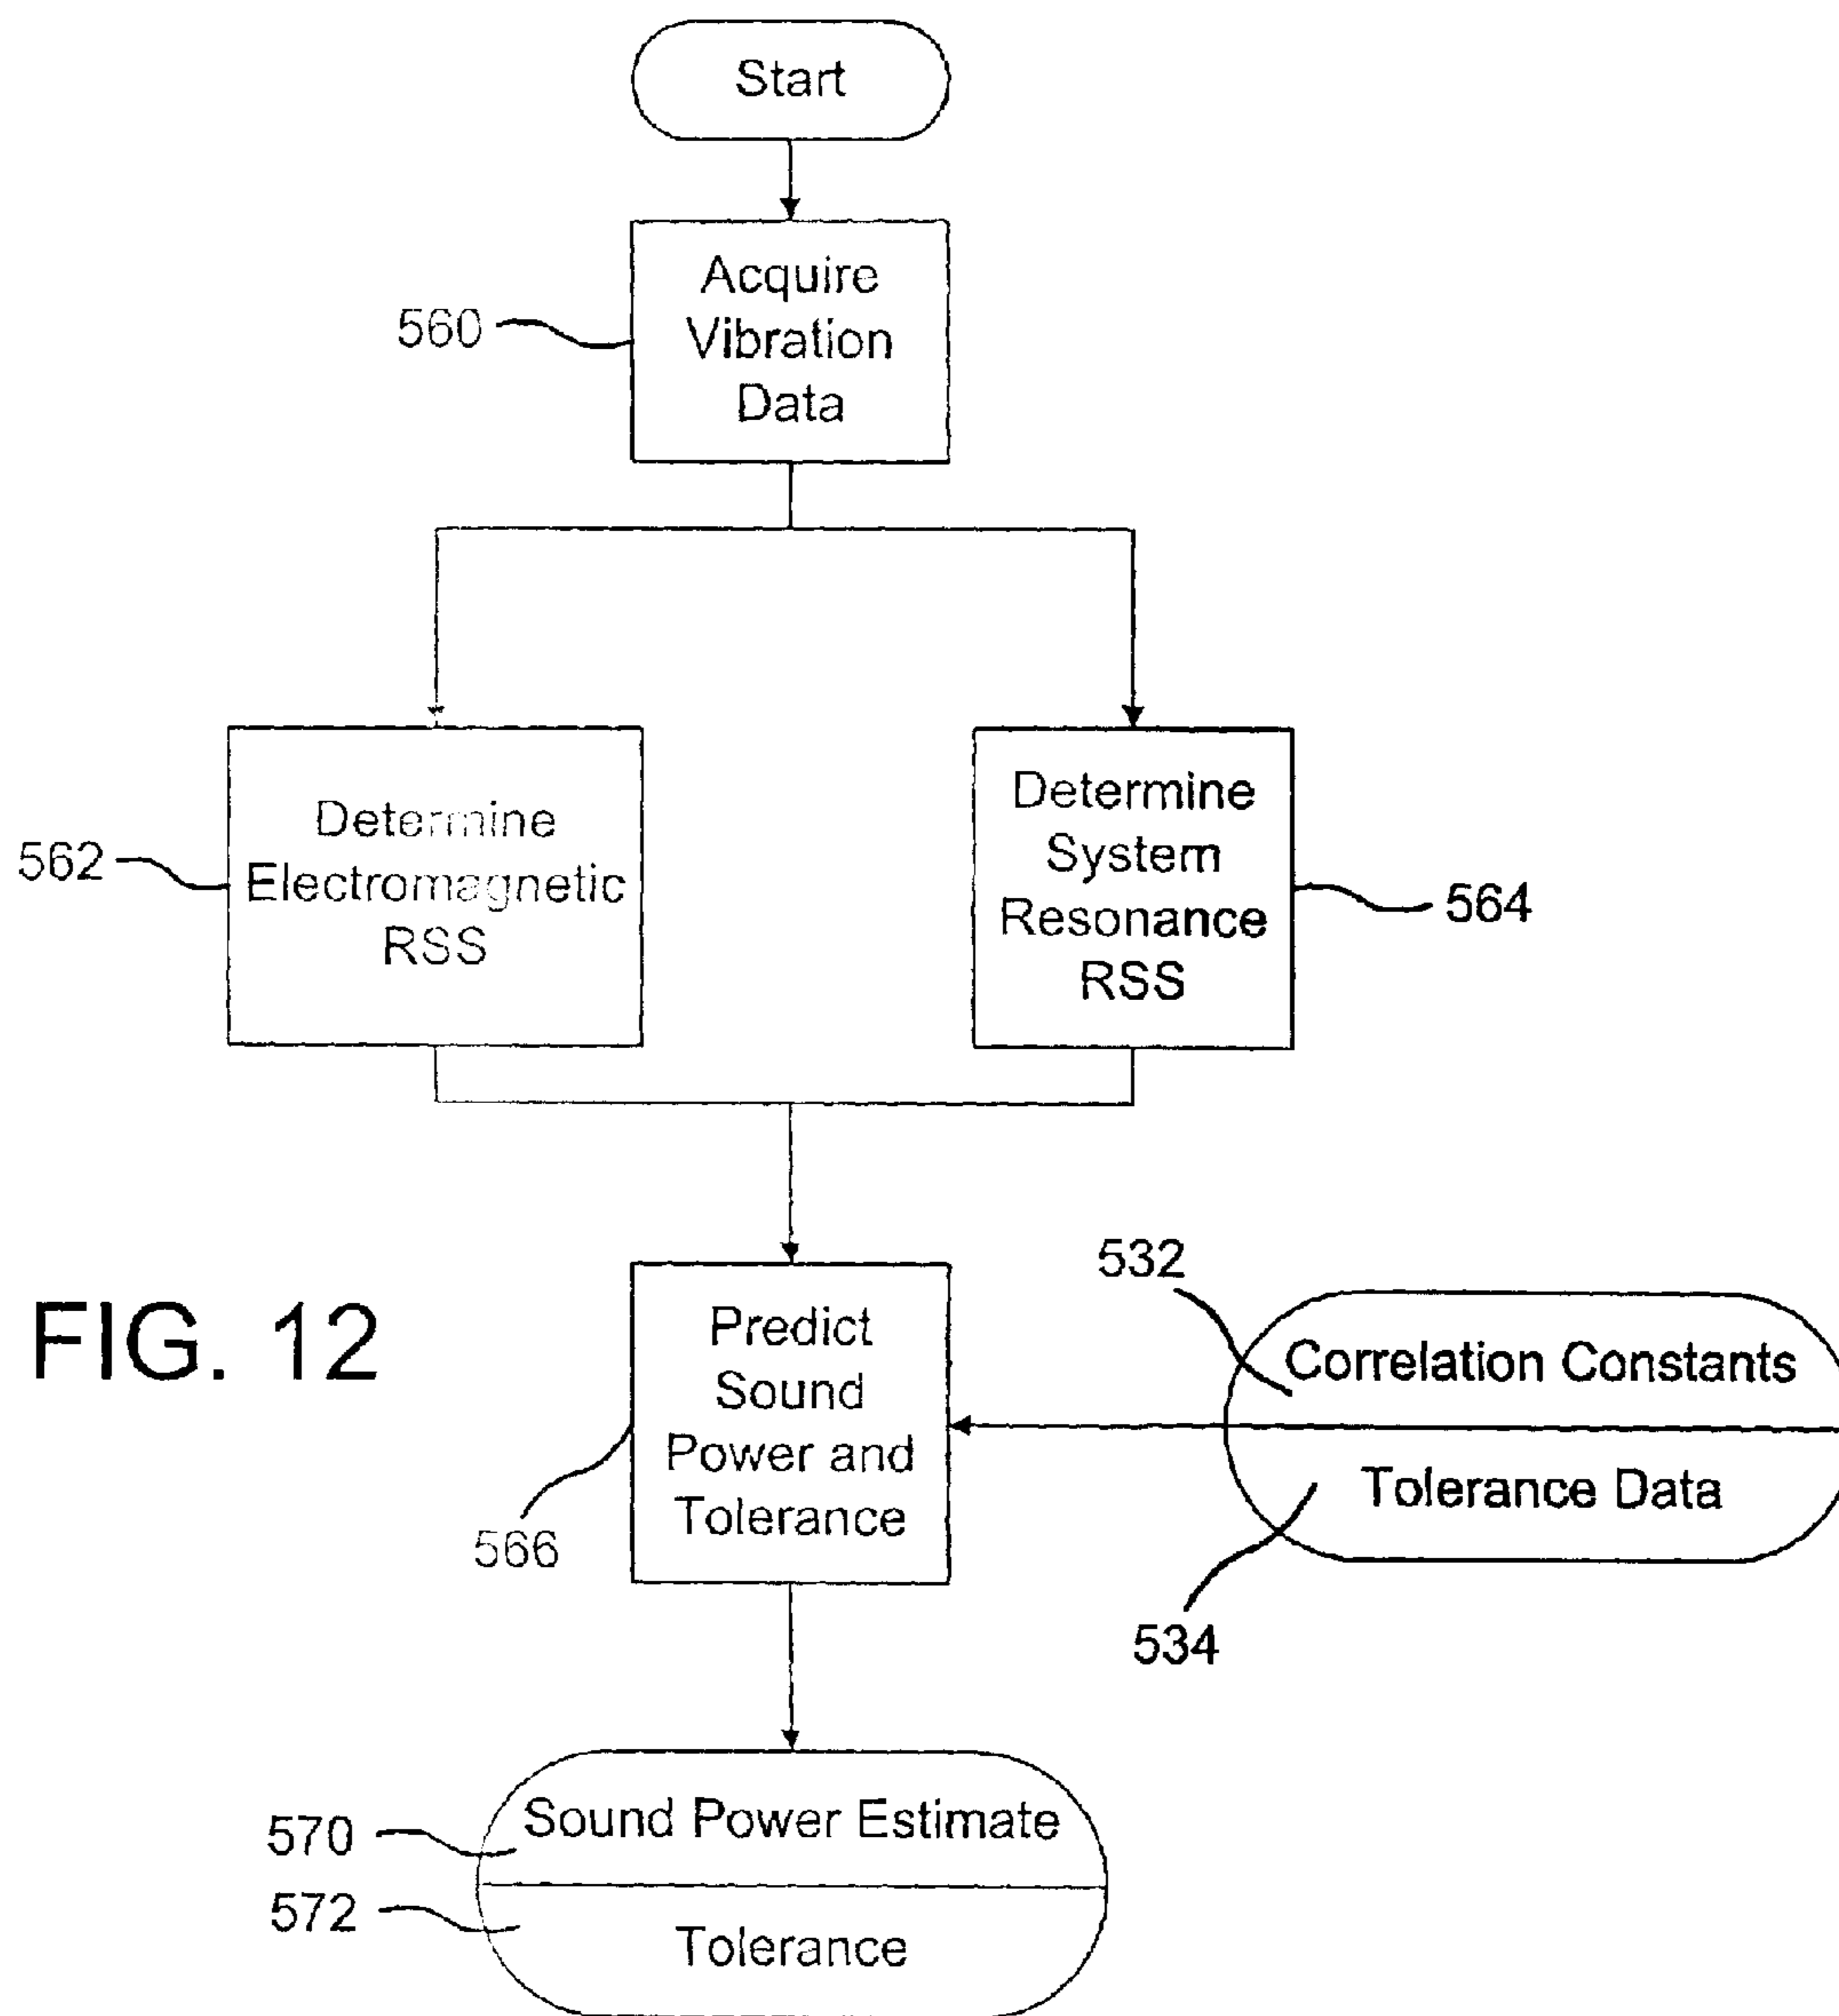 Start
Acquire
Vibration
Data
560
Determine
Electromagnetic
RSS
562
Determine
System
Resonance
RSS
564
FIG. 12
Predict
Sound
Power and
Tolerance
566
532
Correlation Constants
Tolerance Data
534
570
Sound Power Estimate
572
Tolerance